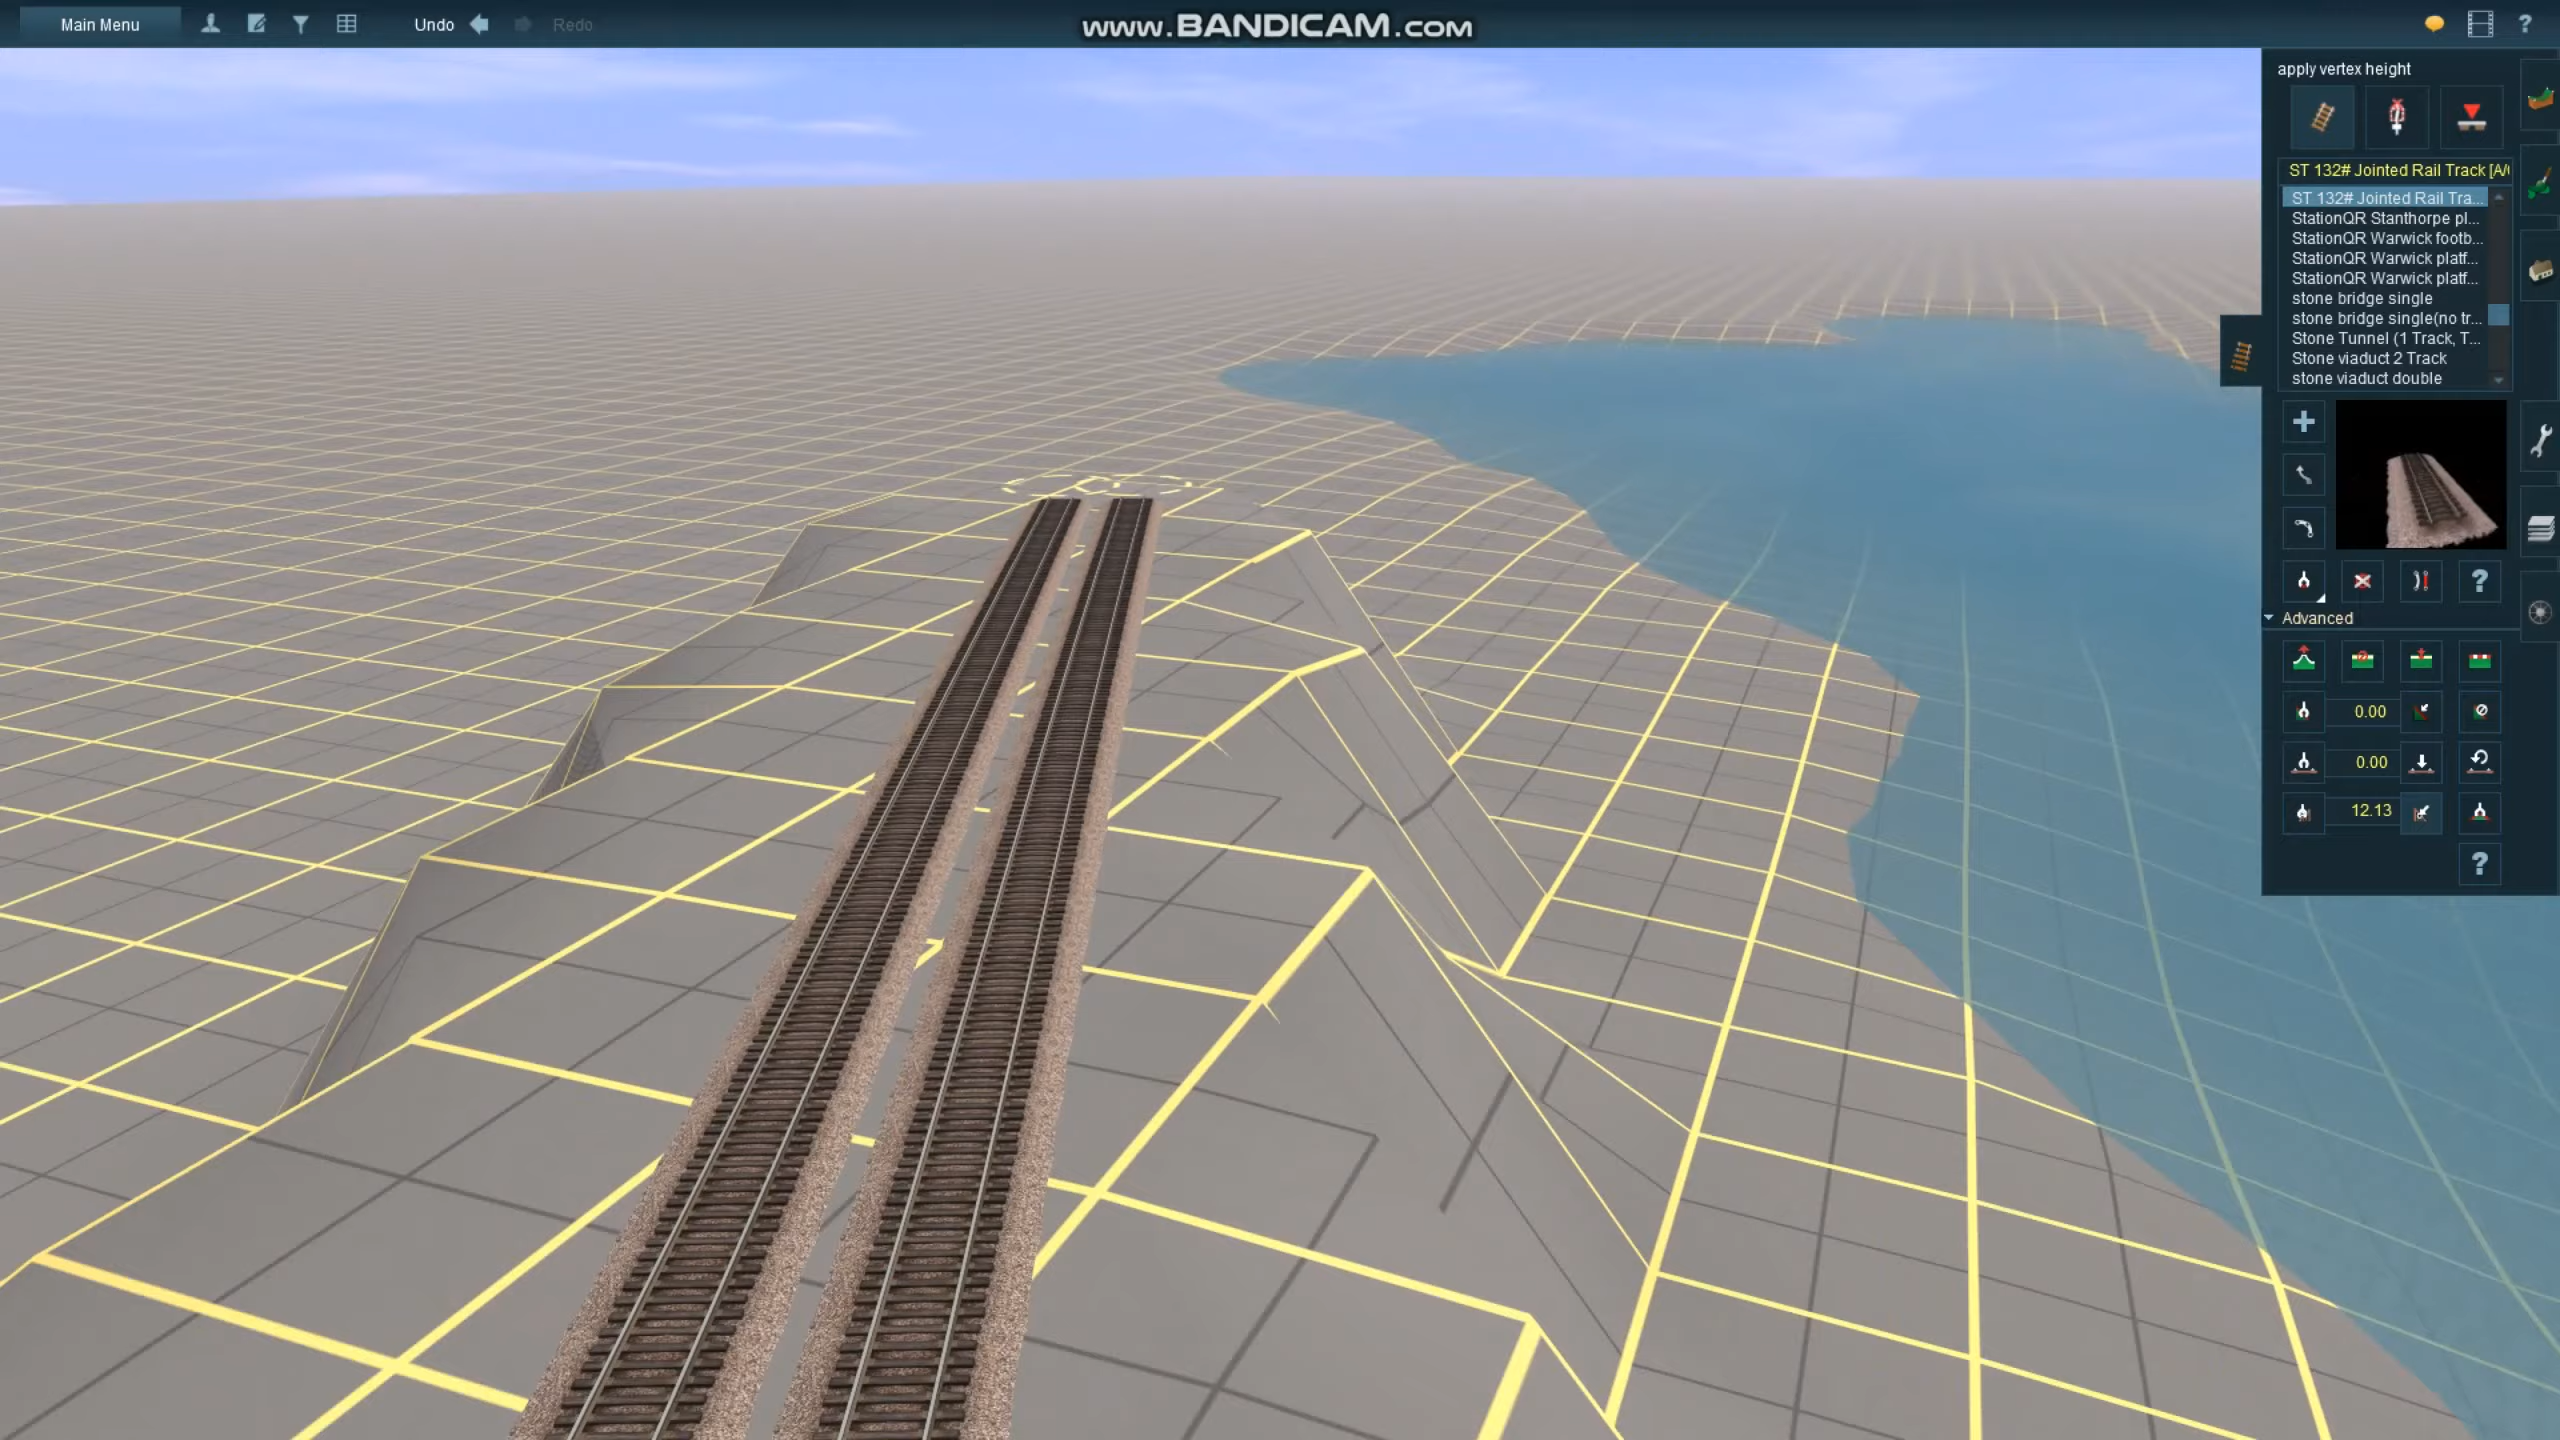 Main Menu
Undo
Redo
www.BANDICAM.com
?
apply vertex height
ST 132# Jointed Rail Track [A/
ST 132# Jointed Rail Tra...
StationQR Stanthorpe pl...
StationQR Warwick footb...
StationQR Warwick platf...
StationQR Warwick platf...
stone bridge single
stone bridge single(no tr...
Stone Tunnel (1 Track, T...
Stone viaduct 2 Track
stone viaduct double
?
Advanced
0.00
0.00
12.13
?